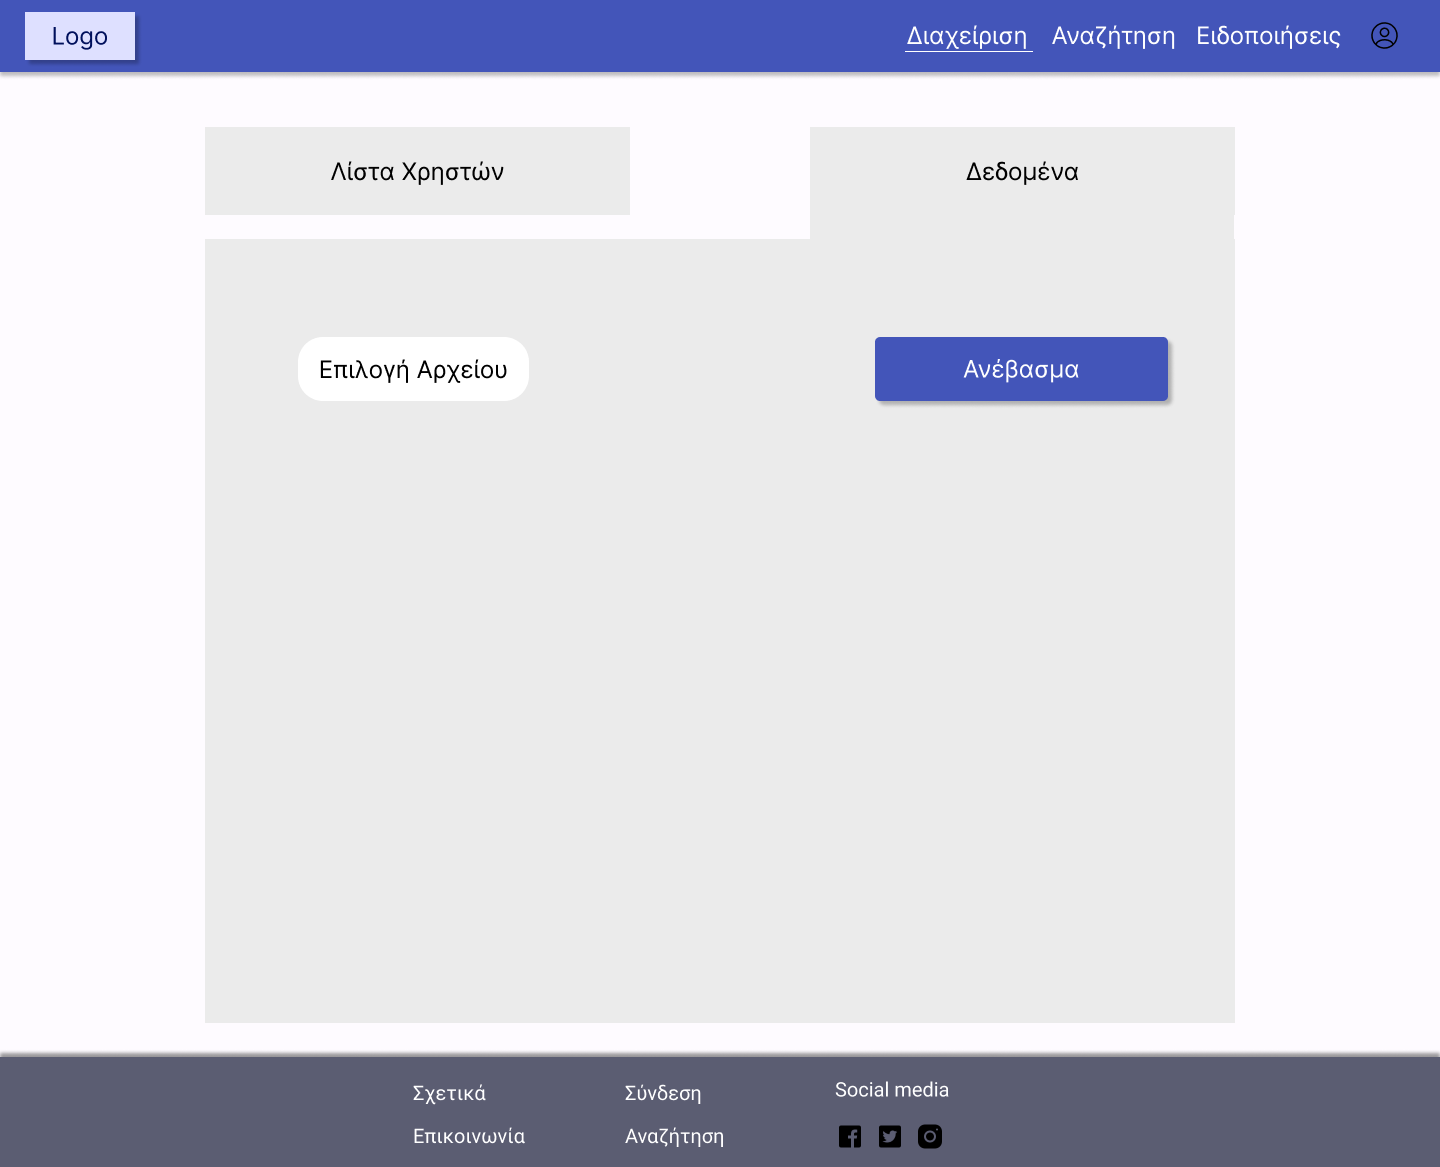 Logo
Διαχείριση Αναζήτηση Ειδοποιήσεις
Λίστα Χρηστών
Δεδομένα
Επιλογή Αρχείου
Ανέβασμα
Σχετικά
Επικοινωνία
Σύνδεση
Αναζήτηση
Social media